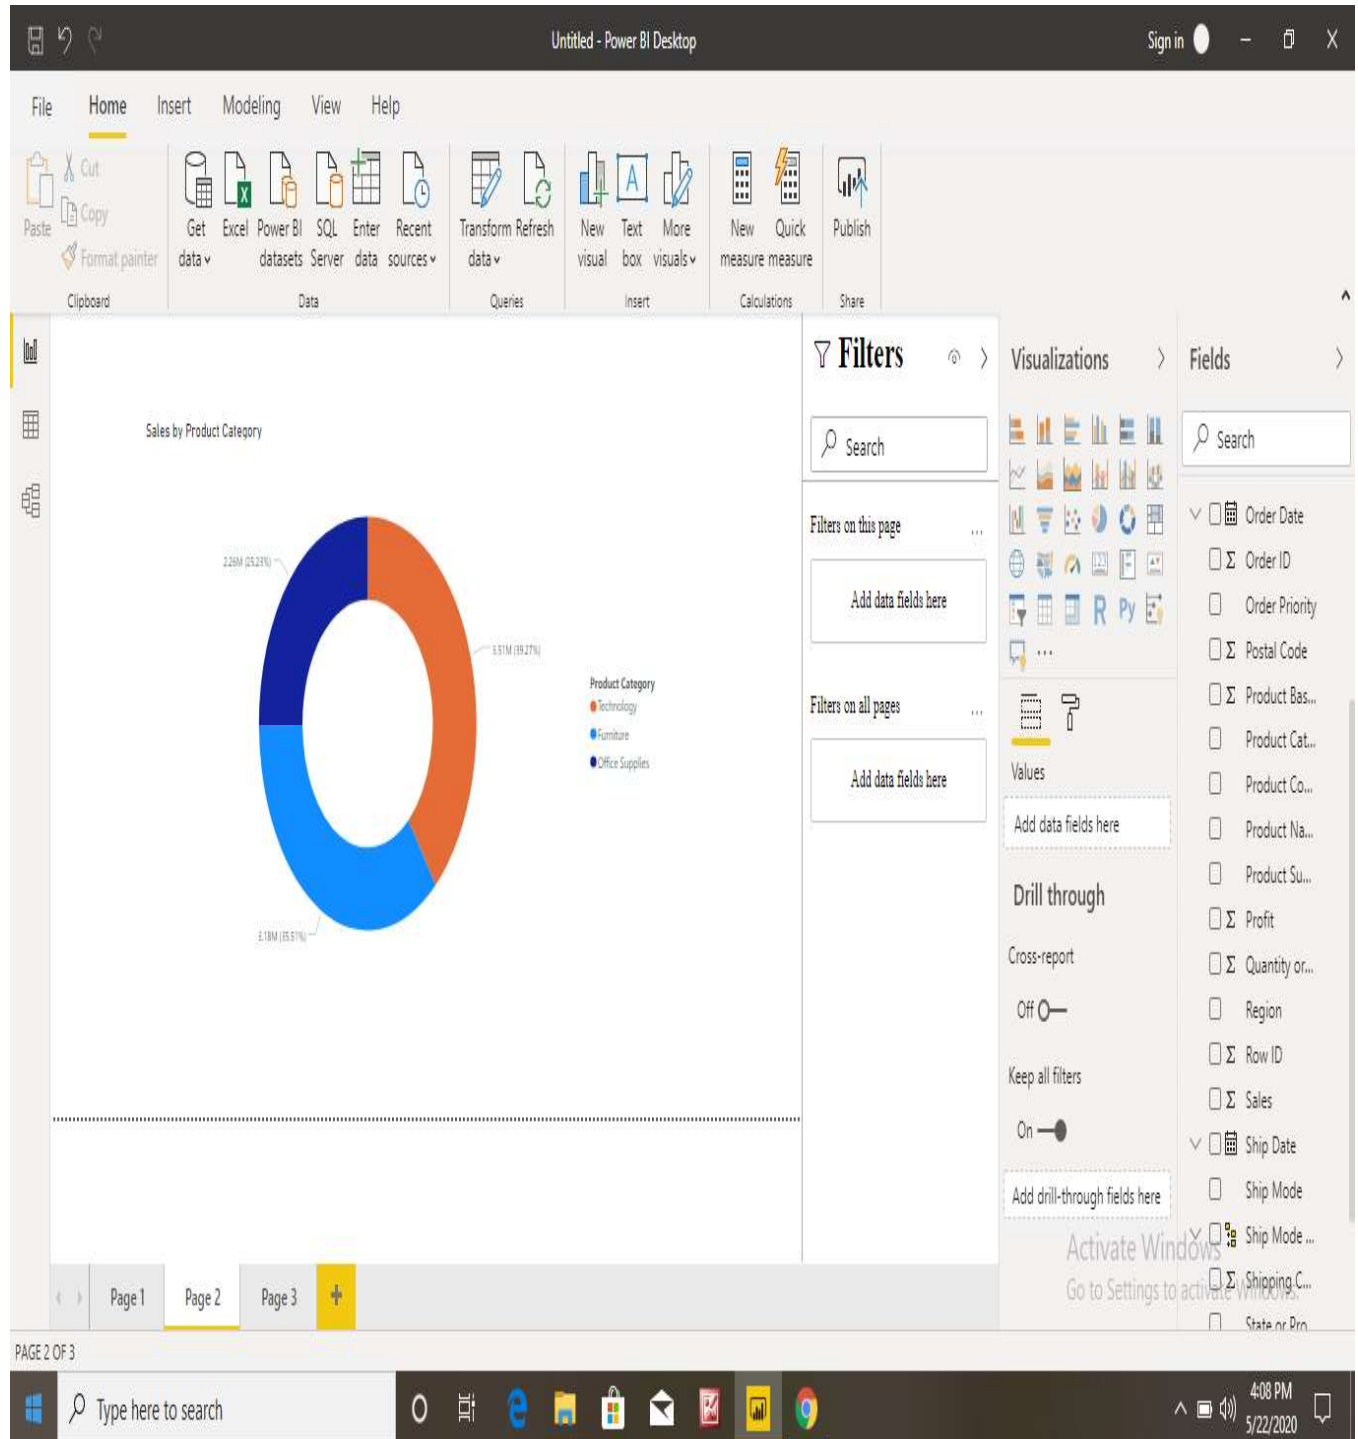 Untitled - Power BI Desktop
Sign in
File Home Insert Modeling View Help
Paste
Cut
Copy
Format painter
Get data
Excel
Power BI datasets
SQL Server
Enter data
Recent sources
Transform data
Refresh
New visual
Text box
More visuals
New measure
Quick measure
Publish
Clipboard
Data
Queries
Insert
Calculations
Share
Sales by Product Category
2.26M (25.23%)
3.51M (39.27%)
3.18M (35.51%)
Product Category
Technology
Furniture
Office Supplies
Filters
Search
Filters on this page
...
Add data fields here
Filters on all pages
...
Add data fields here
Visualizations
123
R
Py
...
Values
Add data fields here
Drill through
Cross-report
Off
Keep all filters
On
Add drill-through fields here
Fields
Search
Order Date
Σ Order ID
Order Priority
Σ Postal Code
Σ Product Bas...
Product Cat...
Product Co...
Product Na...
Product Su...
Σ Profit
Σ Quantity or...
Region
Σ Row ID
Σ Sales
Ship Date
Ship Mode
Ship Mode ...
Σ Shipping C...
State or Pro
Activate Windows
Go to Settings to activate Windows.
Page 1
Page 2
Page 3
+
PAGE 2 OF 3
Type here to search
4:08 PM
5/22/2020